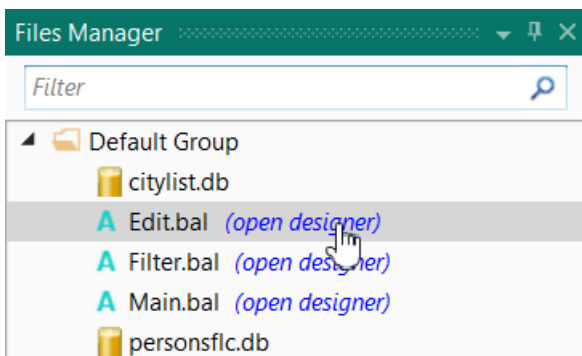 Files Manager
Filter
Default Group
citylist.db
A Edit.bal (open designer)
A Filter.bal (open designer)
A Main.bal (open designer)
personsflc.db